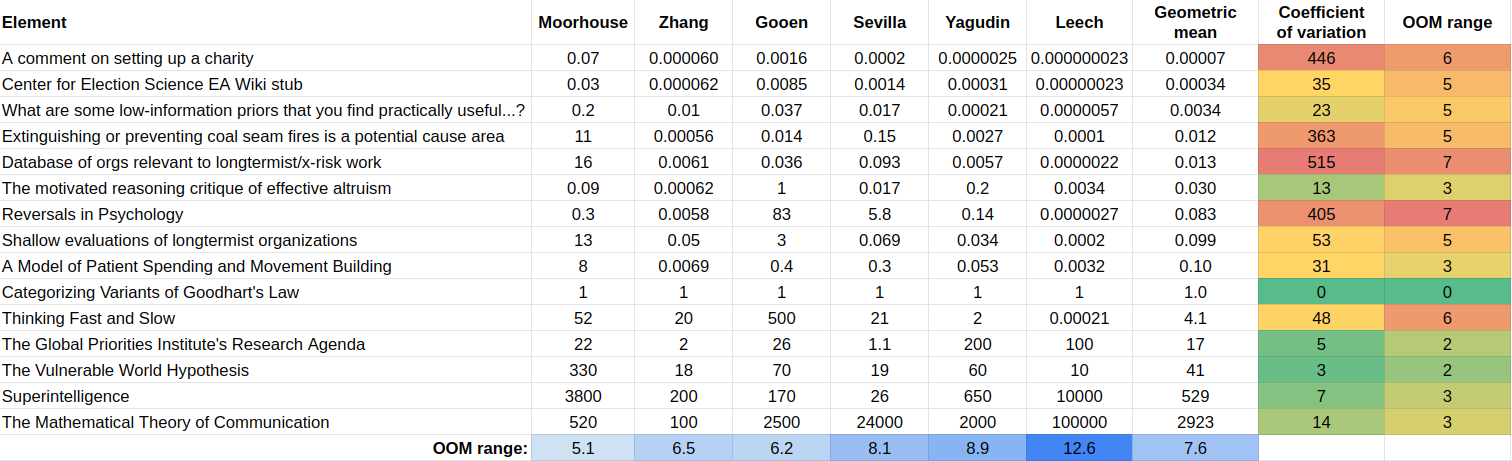 Element Moorhouse Zhang Gooen Sevilla Yagudin Leech Geometric mean Coefficient of variation OOM range
A comment on setting up a charity 0.07 0.000060 0.0016 0.0002 0.0000025 0.000000023 0.00007 446 6
Center for Election Science EA Wiki stub 0.03 0.000062 0.0085 0.0014 0.00031 0.00000023 0.00034 35 5
What are some low-information priors that you find practically useful...? 0.2 0.01 0.037 0.017 0.00021 0.0000057 0.0034 23 5
Extinguishing or preventing coal seam fires is a potential cause area 11 0.00056 0.014 0.15 0.0027 0.0001 0.012 363 5
Database of orgs relevant to longtermist/x-risk work 16 0.0061 0.036 0.093 0.0057 0.0000022 0.013 515 7
The motivated reasoning critique of effective altruism 0.09 0.00062 1 0.017 0.2 0.0034 0.030 13 3
Reversals in Psychology 0.3 0.0058 83 5.8 0.14 0.0000027 0.083 405 7
Shallow evaluations of longtermist organizations 13 0.05 3 0.069 0.034 0.0002 0.099 53 5
A Model of Patient Spending and Movement Building 8 0.0069 0.4 0.3 0.053 0.0032 0.10 31 3
Categorizing Variants of Goodhart's Law 1 1 1 1 1 1 1.0 0 0
Thinking Fast and Slow 52 20 500 21 2 0.00021 4.1 48 6
The Global Priorities Institute's Research Agenda 22 2 26 1.1 200 100 17 5 2
The Vulnerable World Hypothesis 330 18 70 19 60 10 41 3 2
Superintelligence 3800 200 170 26 650 10000 529 7 3
The Mathematical Theory of Communication 520 100 2500 24000 2000 100000 2923 14 3
OOM range: 5.1 6.5 6.2 8.1 8.9 12.6 7.6